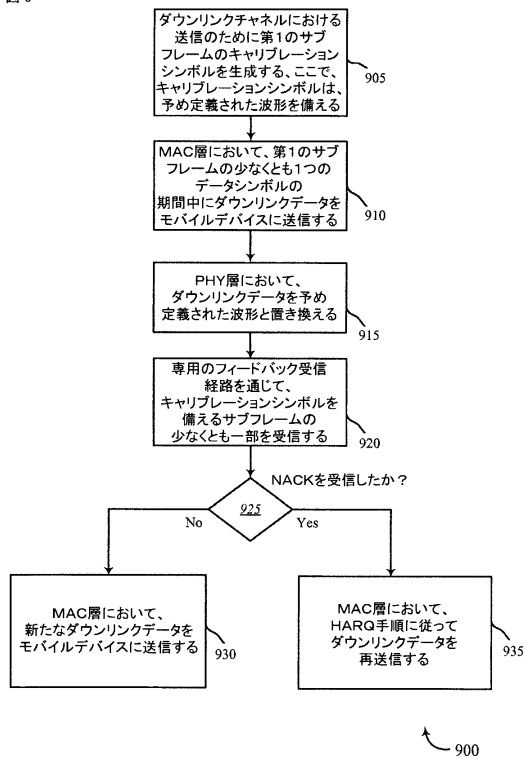 ダウンリンクチャネルにおける
送信のために第1のサブ
フレームのキャリブレーション
シンボルを生成する、ここで、
キャリブレーションシンボルは、
予め定義された波形を備える
905
MAC層において、第1のサブ
フレームの少なくとも1つの
データシンボルの
期間中にダウンリンクデータを
モバイルデバイスに送信する
910
PHY層において、
ダウンリンクデータを予め
定義された波形と置き換える
915
専用のフィードバック受信
経路を通じて、
キャリブレーションシンボルを
備えるサブフレームの
少なくとも一部を受信する
920
NACKを受信したか？
925
No
Yes
MAC層において、
新たなダウンリンクデータを
モバイルデバイスに送信する
930
MAC層において、
HARQ手順に従って
ダウンリンクデータを
再送信する
935
900